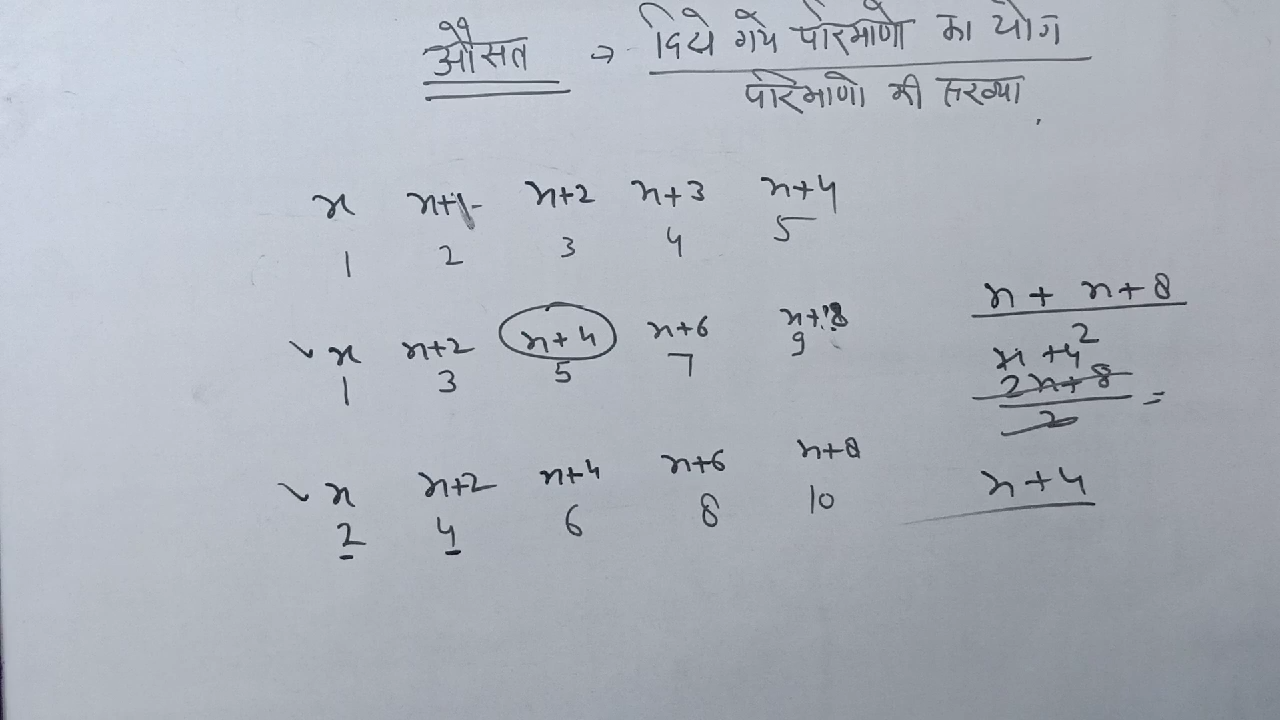 औसत → दिये गये परिमाणो का योग
परिमाणो की संख्या
x x+1 x+2 x+3 x+4
1 2 3 4 5
x x+2 x+4 x+6 x+8
1 3 5 7 9
x x+2 x+4 x+6 x+8
2 4 6 8 10
x + x+8
2
x+4
2x+8 =
2
x+4